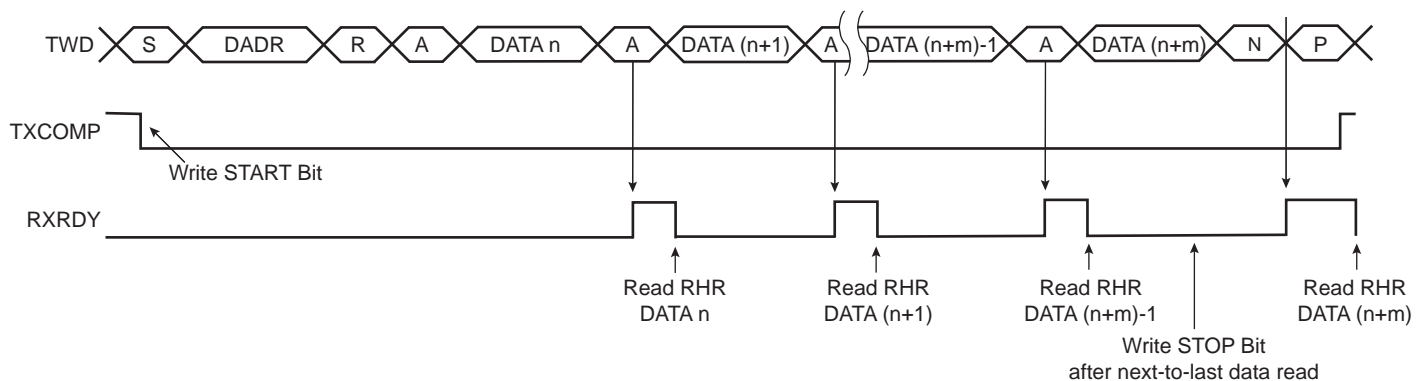 TWD S DADR R A DATA n A DATA (n+1) A DATA (n+m)-1 A DATA (n+m) N P
TXCOMP
Write START Bit
RXRDY
Read RHR Read RHR Read RHR Read RHR
DATA n DATA (n+1) DATA (n+m)-1 DATA (n+m)
Write STOP Bit
after next-to-last data read